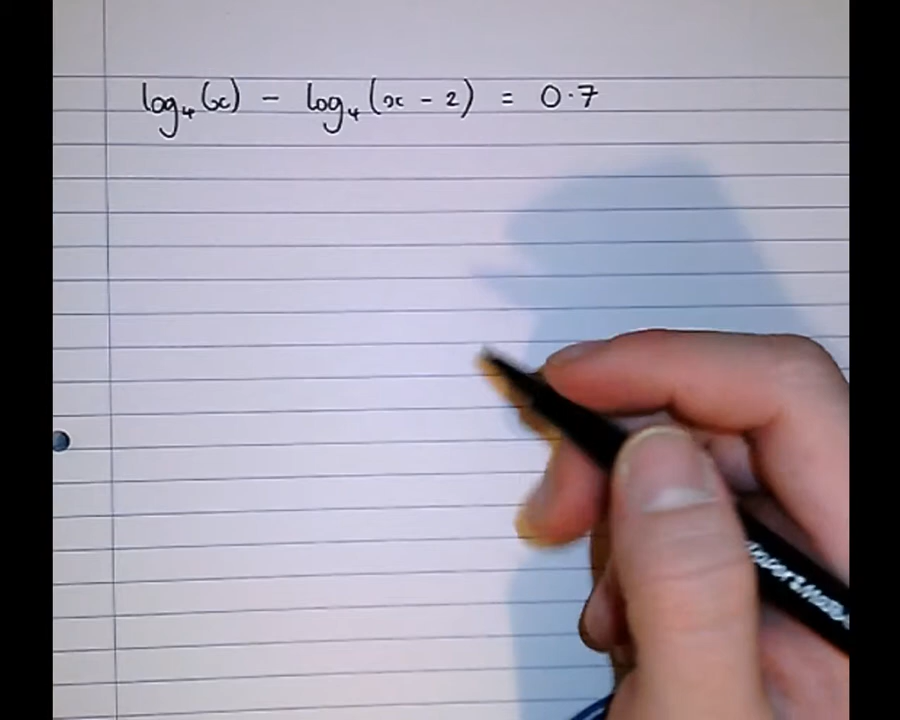 log₄(x) - log₄(x - 2) = 0.7